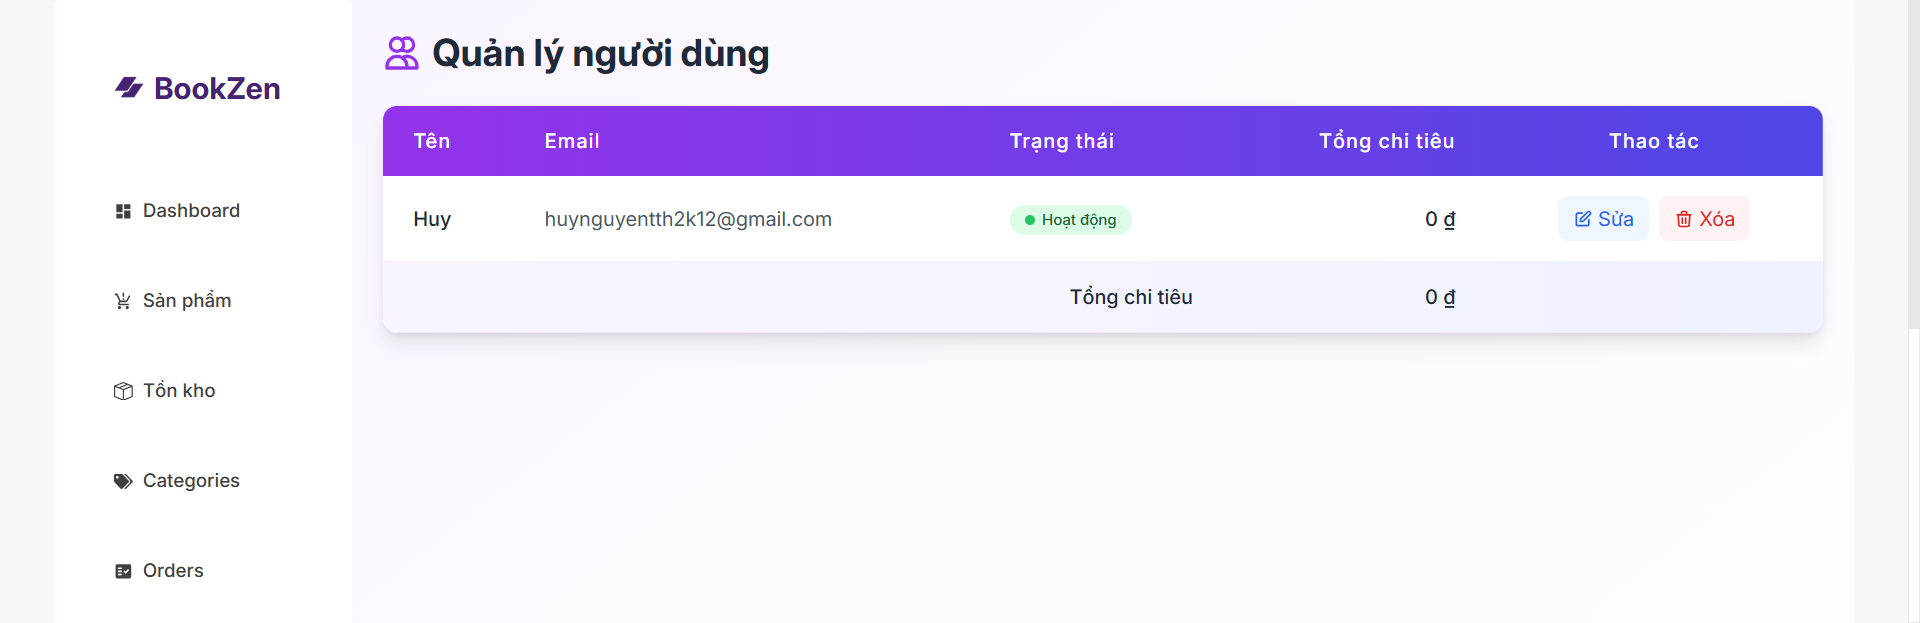 BookZen
Dashboard
Sản phẩm
Tồn kho
Categories
Orders
Quản lý người dùng
Tên Email Trạng thái Tổng chi tiêu Thao tác
Huy huynguyentth2k12@gmail.com Hoạt động 0 ₫ Sửa Xóa
Tổng chi tiêu 0 ₫